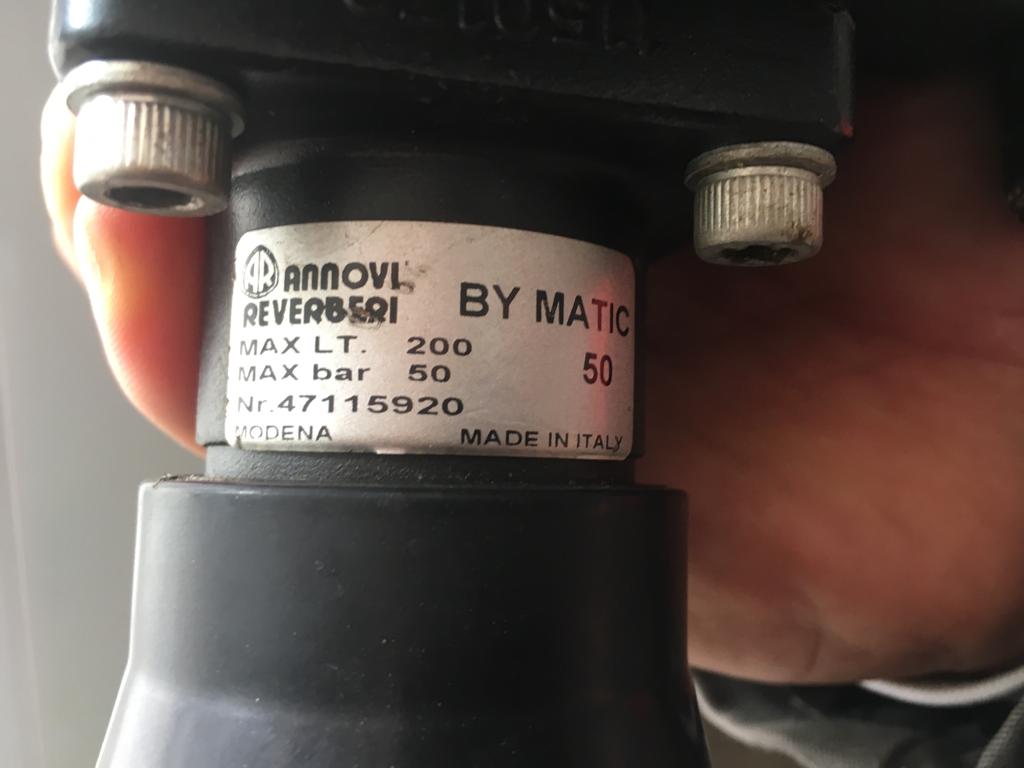 AR ANNOVI
REVERBERI
BY MATIC
50
MAX LT. 200
MAX bar 50
Nr.47115920
MODENA
MADE IN ITALY